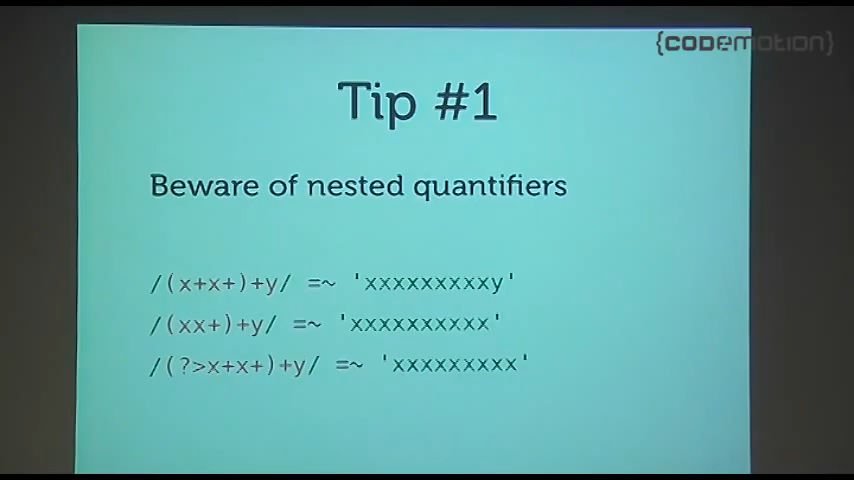 {CODEMOTION}
Tip #1
Beware of nested quantifiers
/(x+x+)+y/ =~ 'xxxxxxxxxy'
/(xx+)+y/ =~ 'xxxxxxxxxx'
/(?>x+x+)+y/ =~ 'xxxxxxxxx'